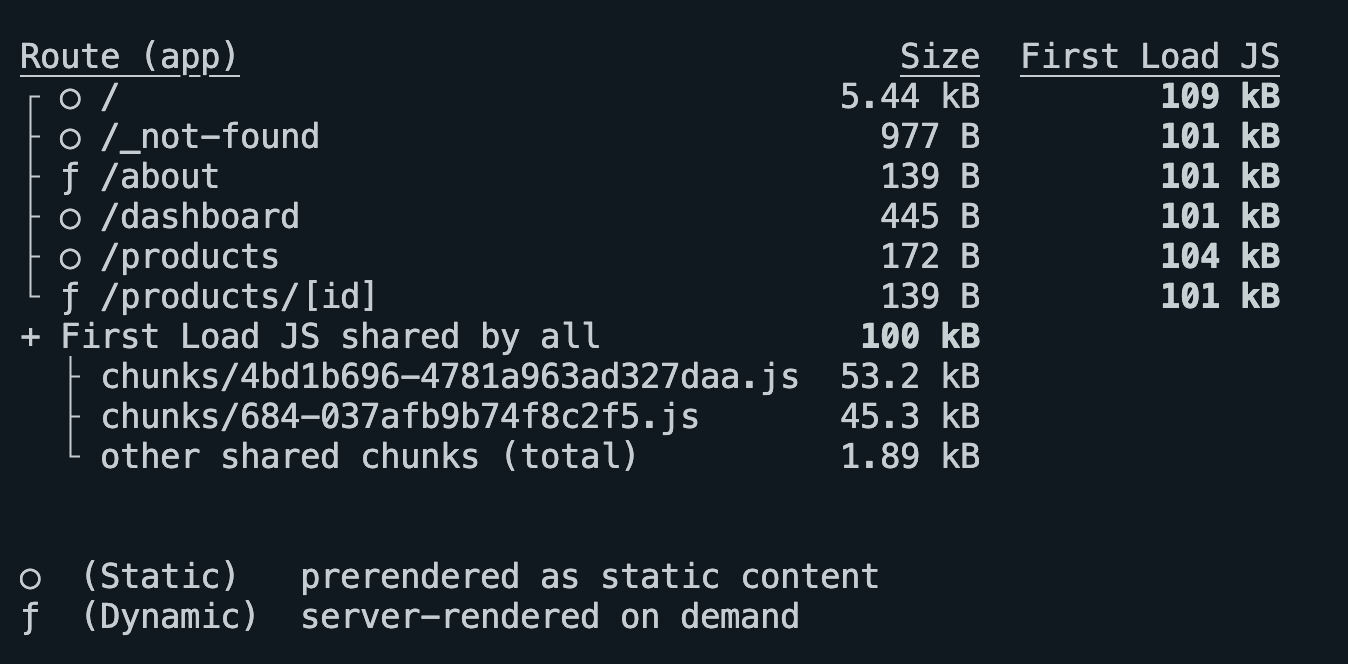 Route (app)                                 Size  First Load JS
┌ ○ /                                    5.44 kB         109 kB
├ ○ /_not-found                            977 B         101 kB
├ ƒ /about                                 139 B         101 kB
├ ○ /dashboard                             445 B         101 kB
├ ○ /products                              172 B         104 kB
└ ƒ /products/[id]                         139 B         101 kB
+ First Load JS shared by all             100 kB
  ├ chunks/4bd1b696-4781a963ad327daa.js  53.2 kB
  ├ chunks/684-037afb9b74f8c2f5.js       45.3 kB
  └ other shared chunks (total)          1.89 kB
○  (Static)   prerendered as static content
ƒ  (Dynamic)  server-rendered on demand